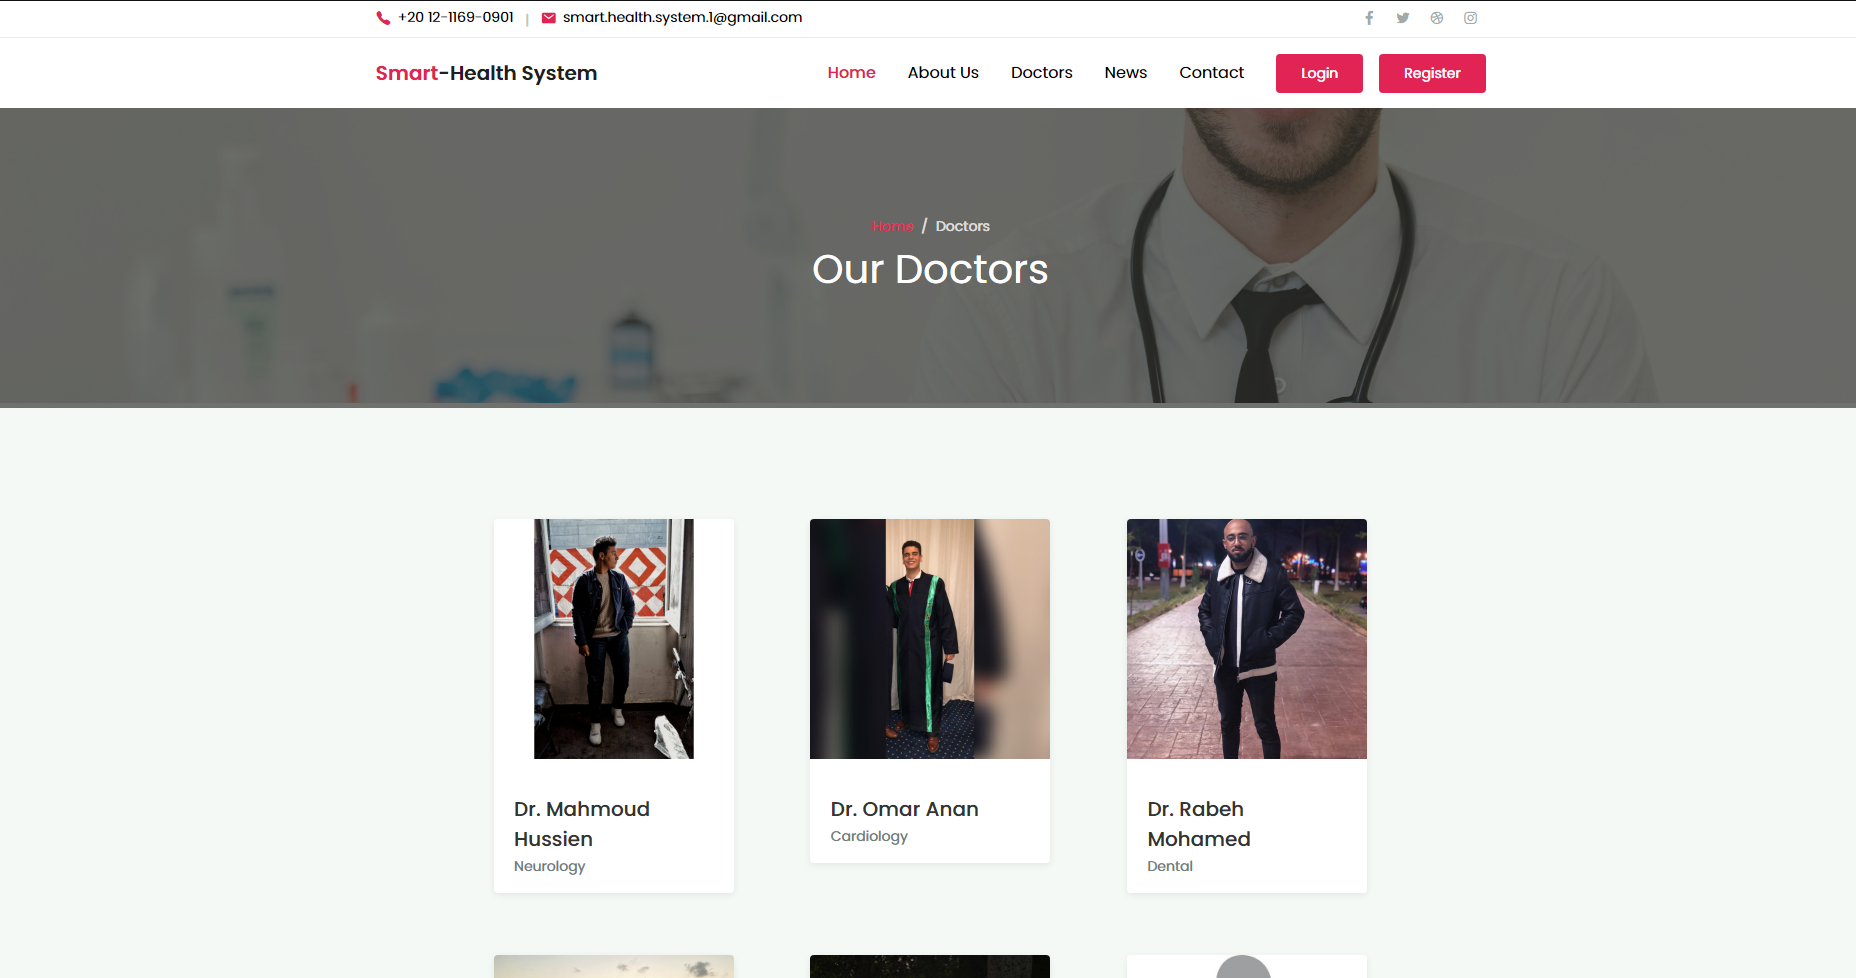 +20 12-1169-0901 | smart.health.system.1@gmail.com
Smart-Health System
Home About Us Doctors News Contact Login Register
Home / Doctors
Our Doctors
Dr. Mahmoud Hussien
Neurology
Dr. Omar Anan
Cardiology
Dr. Rabeh Mohamed
Dental